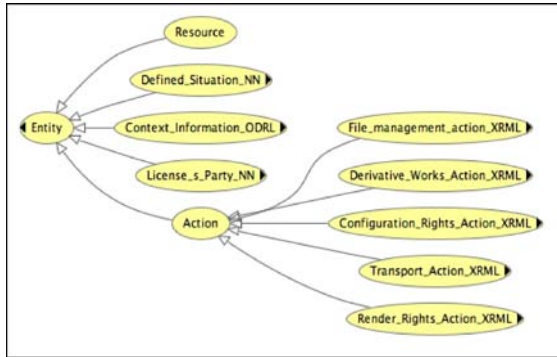 Resource
Defined_Situation_NN
Entity
Context_Information_ODRL
License_s_Party_NN
Action
File_management_action_XRML
Derivative_Works_Action_XRML
Configuration_Rights_Action_XRML
Transport_Action_XRML
Render_Rights_Action_XRML